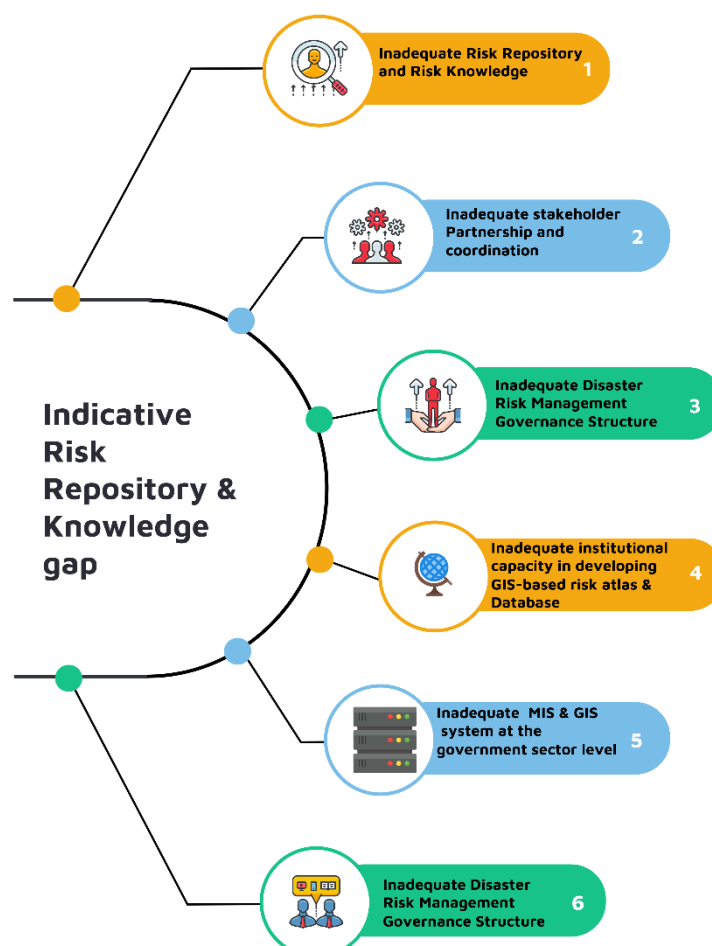 Inadequate Risk Repository
and Risk Knowledge
1
Inadequate stakeholder
Partnership and
coordination
2
Inadequate Disaster
Risk Management
Governance Structure
3
Indicative
Risk
Repository &
Knowledge
gap
Inadequate institutional
capacity in developing
GIS-based risk atlas &
Database
4
Inadequate MIS & GIS
system at the
government sector level
5
Inadequate Disaster
Risk Management
Governance Structure
6